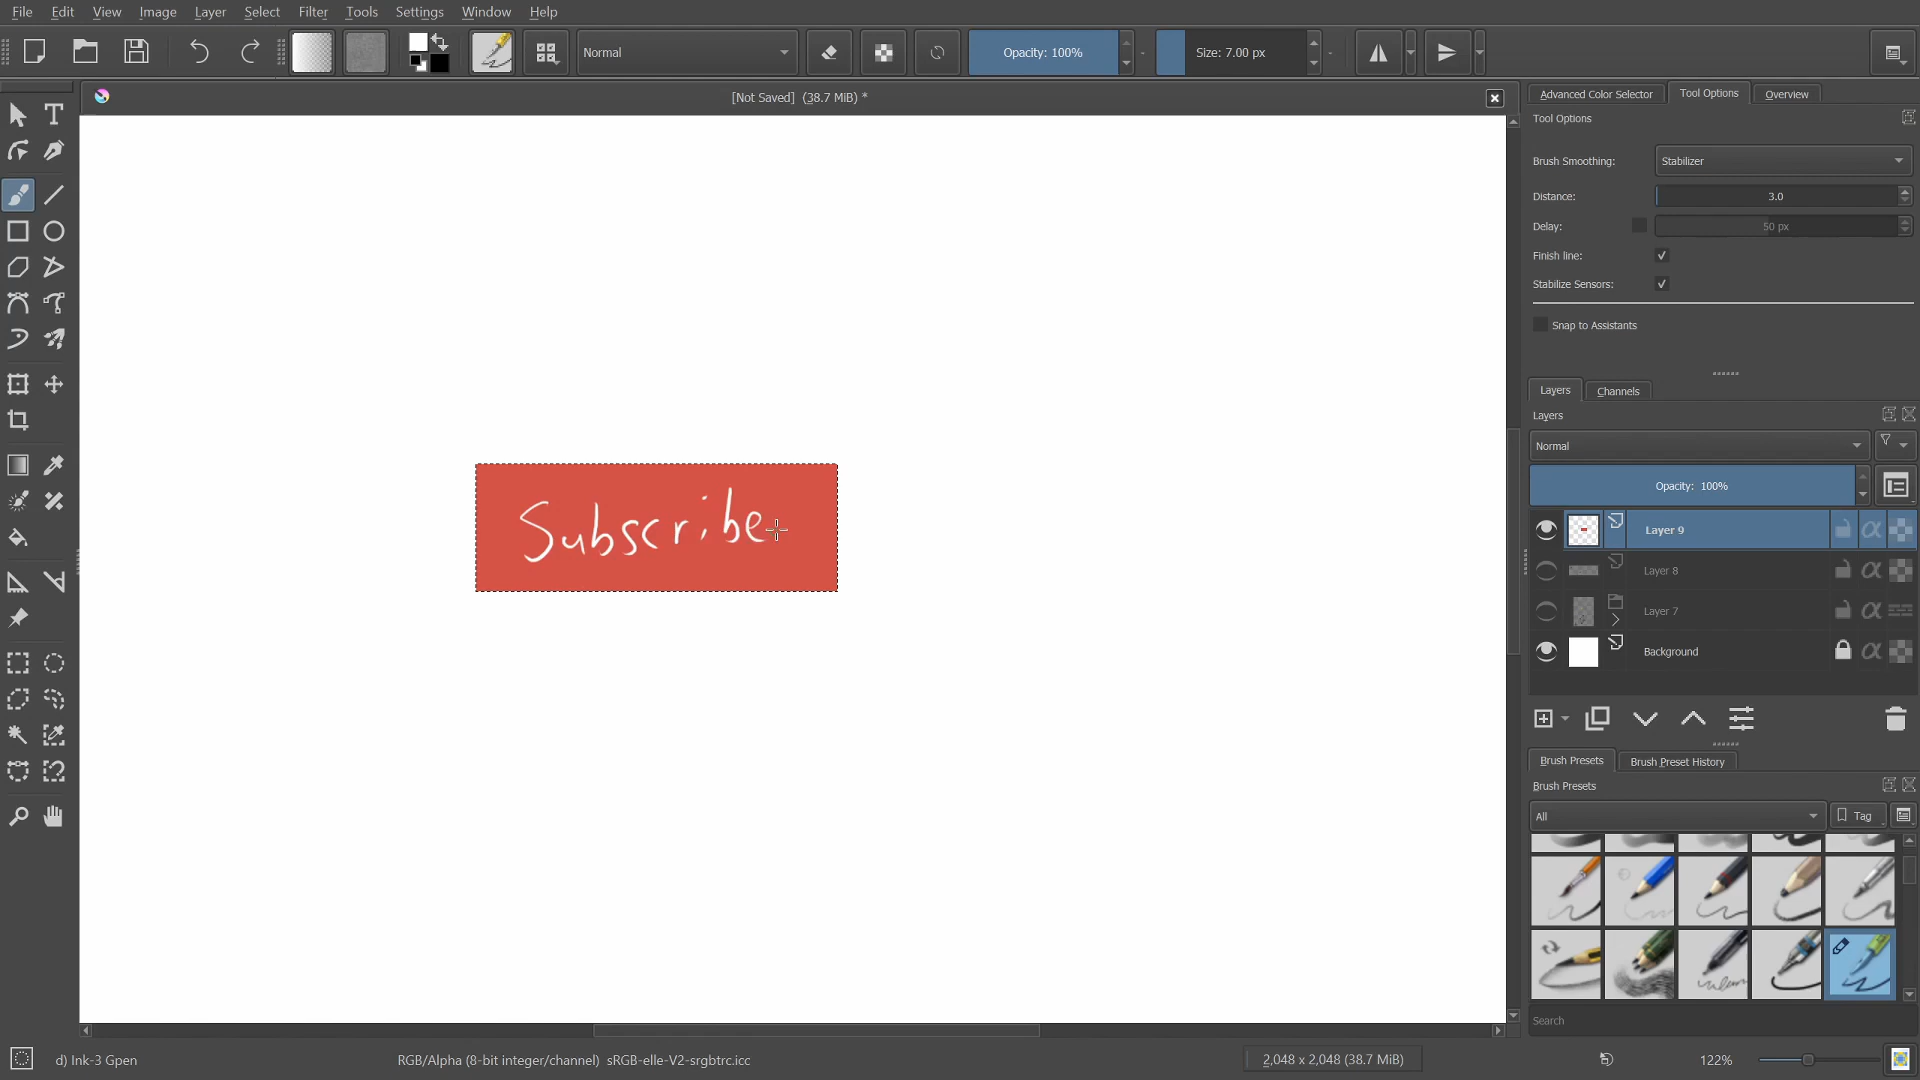 File Edit View Image Layer Select Filter Tools Settings Window Help
Normal
Opacity: 100%
Size: 7.00 px
[Not Saved] (38.7 MiB) *
Advanced Color Selector
Tool Options
Overview
Tool Options
Brush Smoothing: Stabilizer
Distance: 3.0
Delay: 50 px
Finish line:
Stabilize Sensors:
Snap to Assistants
Layers
Channels
Layers
Normal
Opacity: 100%
Layer 9
Layer 8
Layer 7
Background
Subscribe
Brush Presets
Brush Preset History
Brush Presets
All
Tag
Search
d) Ink-3 Gpen
RGB/Alpha (8-bit integer/channel) sRGB-elle-V2-srgbtrc.icc
2,048 x 2,048 (38.7 MiB)
122%